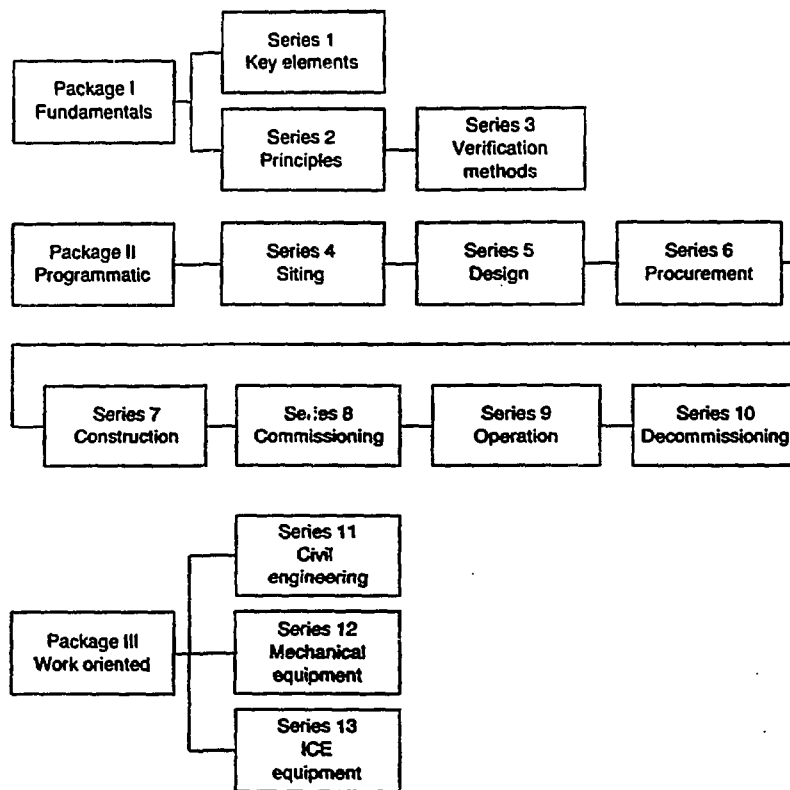 Series 1
Key elements
Package I
Fundamentals
Series 2
Principles
Series 3
Verification
methods
Package II
Programmatic
Series 4
Siting
Series 5
Design
Series 6
Procurement
Series 7
Construction
Series 8
Commissioning
Series 9
Operation
Series 10
Decommissioning
Series 11
Civil
engineering
Package III
Work oriented
Series 12
Mechanical
equipment
Series 13
ICE
equipment